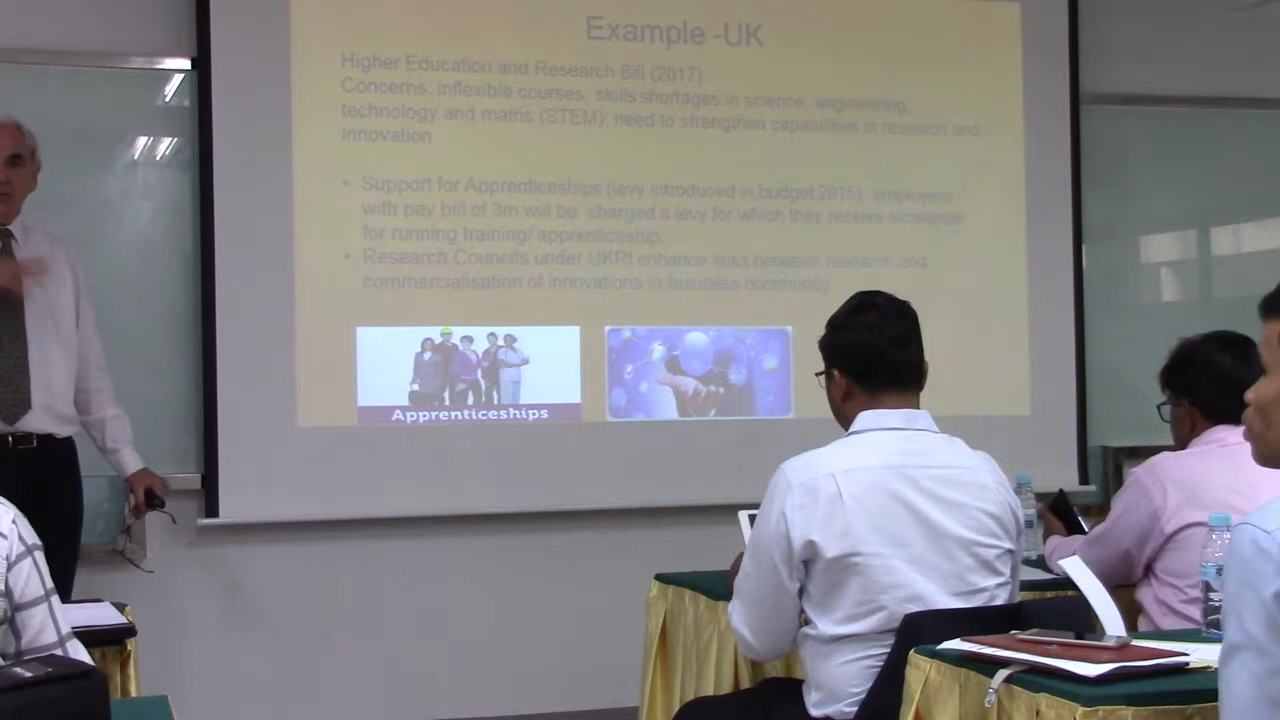 Example -UK
Higher Education and Research Bill (2017)
Concerns: inflexible courses; skills shortages in science, engineering,
technology and maths (STEM); need to strengthen capabilities in research and
innovation
• Support for Apprenticeships (levy introduced in budget 2015) employers
with pay bill of 3m will be charged a levy for which they receive allowance
for running training/ apprenticeship.
• Research Councils under UKRI enhance links between research and
commercialisation of innovations in business community.
Apprenticeships